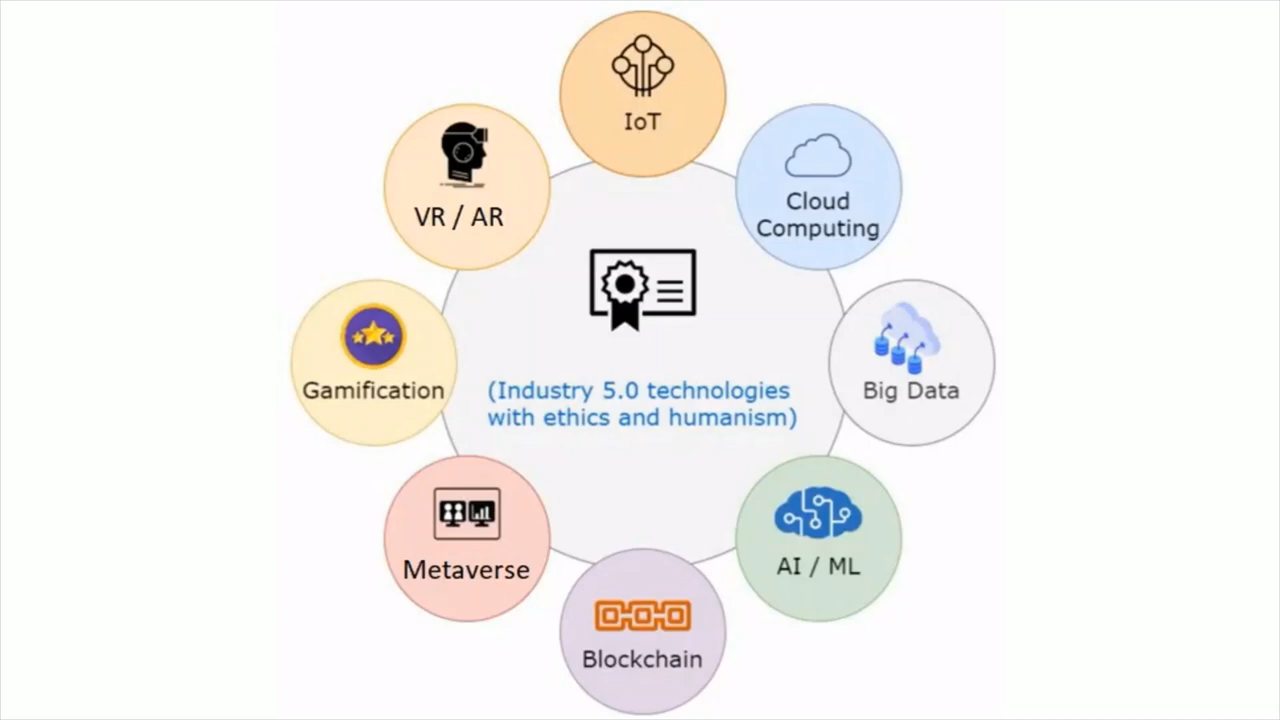 IoT
VR / AR
Cloud
Computing
Gamification
(Industry 5.0 technologies
with ethics and humanism)
Big Data
Metaverse
AI / ML
Blockchain